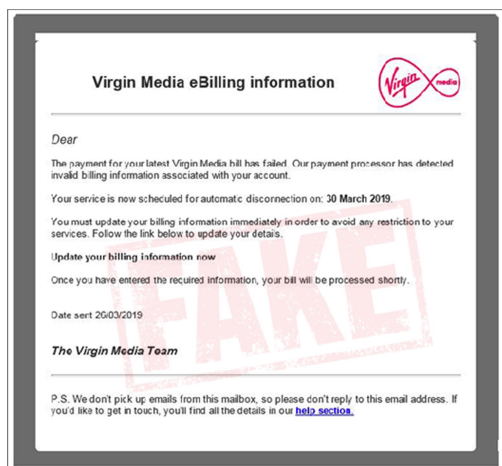 Virgin Media eBilling information
Virgin media
Dear
The payment for your latest Virgin Media bill has failed. Our payment processor has detected
invalid billing information associated with your account.
Your service is now scheduled for automatic disconnection on: 30 March 2019.
You must update your billing information immediately in order to avoid any restriction to your
services. Follow the link below to update your details.
Update your billing information now
Once you have entered the required information, your bill will be processed shortly.
FAKE
Date sent 26/03/2019
The Virgin Media Team
P.S. We don't pick up emails from this mailbox, so please don't reply to this email address. If
you'd like to get in touch, you'll find all the details in our help section.